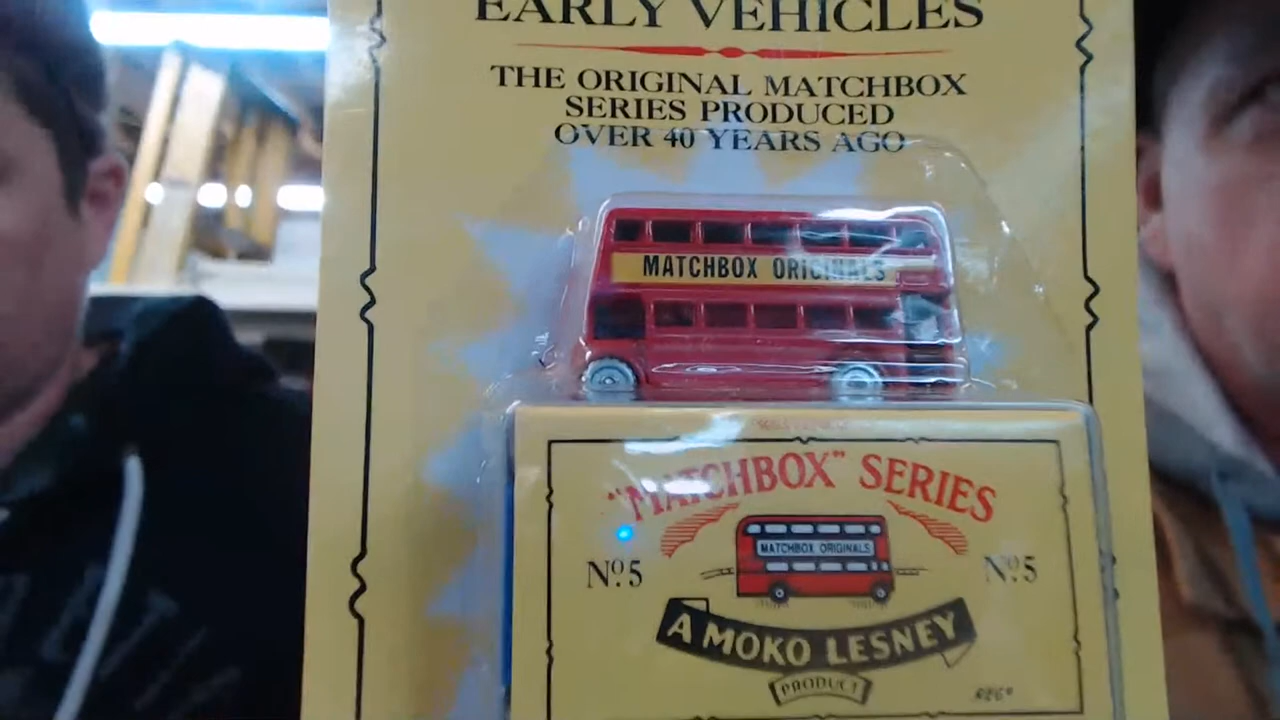 EARLY VEHICLES
THE ORIGINAL MATCHBOX
SERIES PRODUCED
OVER 40 YEARS AGO
MATCHBOX ORIGINALS
"MATCHBOX" SERIES
MATCHBOX ORIGINALS
Nº5
Nº5
A MOKO LESNEY
PRODUCT